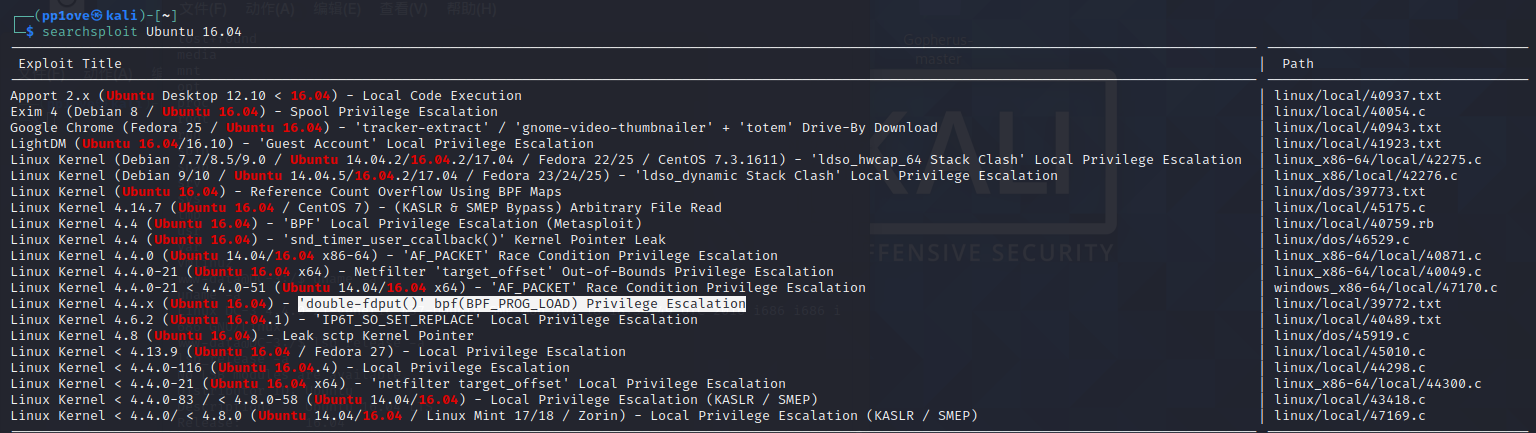 ┌──(pp1ove㉿kali)-[~]
└─$ searchsploit Ubuntu 16.04
Exploit Title | Path
Apport 2.x (Ubuntu Desktop 12.10 < 16.04) - Local Code Execution | linux/local/40937.txt
Exim 4 (Debian 8 / Ubuntu 16.04) - Spool Privilege Escalation | linux/local/40054.c
Google Chrome (Fedora 25 / Ubuntu 16.04) - 'tracker-extract' / 'gnome-video-thumbnailer' + 'totem' Drive-By Download | linux/local/40943.txt
LightDM (Ubuntu 16.04/16.10) - 'Guest Account' Local Privilege Escalation | linux/local/41923.txt
Linux Kernel (Debian 7.7/8.5/9.0 / Ubuntu 14.04.2/16.04.2/17.04 / Fedora 22/25 / CentOS 7.3.1611) - 'ldso_hwcap_64 Stack Clash' Local Privilege Escalation | linux_x86-64/local/42275.c
Linux Kernel (Debian 9/10 / Ubuntu 14.04.5/16.04.2/17.04 / Fedora 23/24/25) - 'ldso_dynamic Stack Clash' Local Privilege Escalation | linux_x86/local/42276.c
Linux Kernel (Ubuntu 16.04) - Reference Count Overflow Using BPF Maps | linux/dos/39773.txt
Linux Kernel 4.14.7 (Ubuntu 16.04 / CentOS 7) - (KASLR & SMEP Bypass) Arbitrary File Read | linux/local/45175.c
Linux Kernel 4.4 (Ubuntu 16.04) - 'BPF' Local Privilege Escalation (Metasploit) | linux/local/40759.rb
Linux Kernel 4.4 (Ubuntu 16.04) - 'snd_timer_user_ccallback()' Kernel Pointer Leak | linux/dos/46529.c
Linux Kernel 4.4.0 (Ubuntu 14.04/16.04 x86-64) - 'AF_PACKET' Race Condition Privilege Escalation | linux_x86-64/local/40871.c
Linux Kernel 4.4.0-21 (Ubuntu 16.04 x64) - Netfilter 'target_offset' Out-of-Bounds Privilege Escalation | linux_x86-64/local/40049.c
Linux Kernel 4.4.0-21 < 4.4.0-51 (Ubuntu 14.04/16.04 x64) - 'AF_PACKET' Race Condition Privilege Escalation | windows_x86-64/local/47170.c
Linux Kernel 4.4.x (Ubuntu 16.04) - 'double-fdput()' bpf(BPF_PROG_LOAD) Privilege Escalation | linux/local/39772.txt
Linux Kernel 4.6.2 (Ubuntu 16.04.1) - 'IP6T_SO_SET_REPLACE' Local Privilege Escalation | linux/local/40489.txt
Linux Kernel 4.8 (Ubuntu 16.04) - Leak sctp Kernel Pointer | linux/dos/45919.c
Linux Kernel < 4.13.9 (Ubuntu 16.04 / Fedora 27) - Local Privilege Escalation | linux/local/45010.c
Linux Kernel < 4.4.0-116 (Ubuntu 16.04.4) - Local Privilege Escalation | linux/local/44298.c
Linux Kernel < 4.4.0-21 (Ubuntu 16.04 x64) - 'netfilter target_offset' Local Privilege Escalation | linux_x86-64/local/44300.c
Linux Kernel < 4.4.0-83 / < 4.8.0-58 (Ubuntu 14.04/16.04) - Local Privilege Escalation (KASLR / SMEP) | linux/local/43418.c
Linux Kernel < 4.4.0/ < 4.8.0 (Ubuntu 14.04/16.04 / Linux Mint 17/18 / Zorin) - Local Privilege Escalation (KASLR / SMEP) | linux/local/47169.c